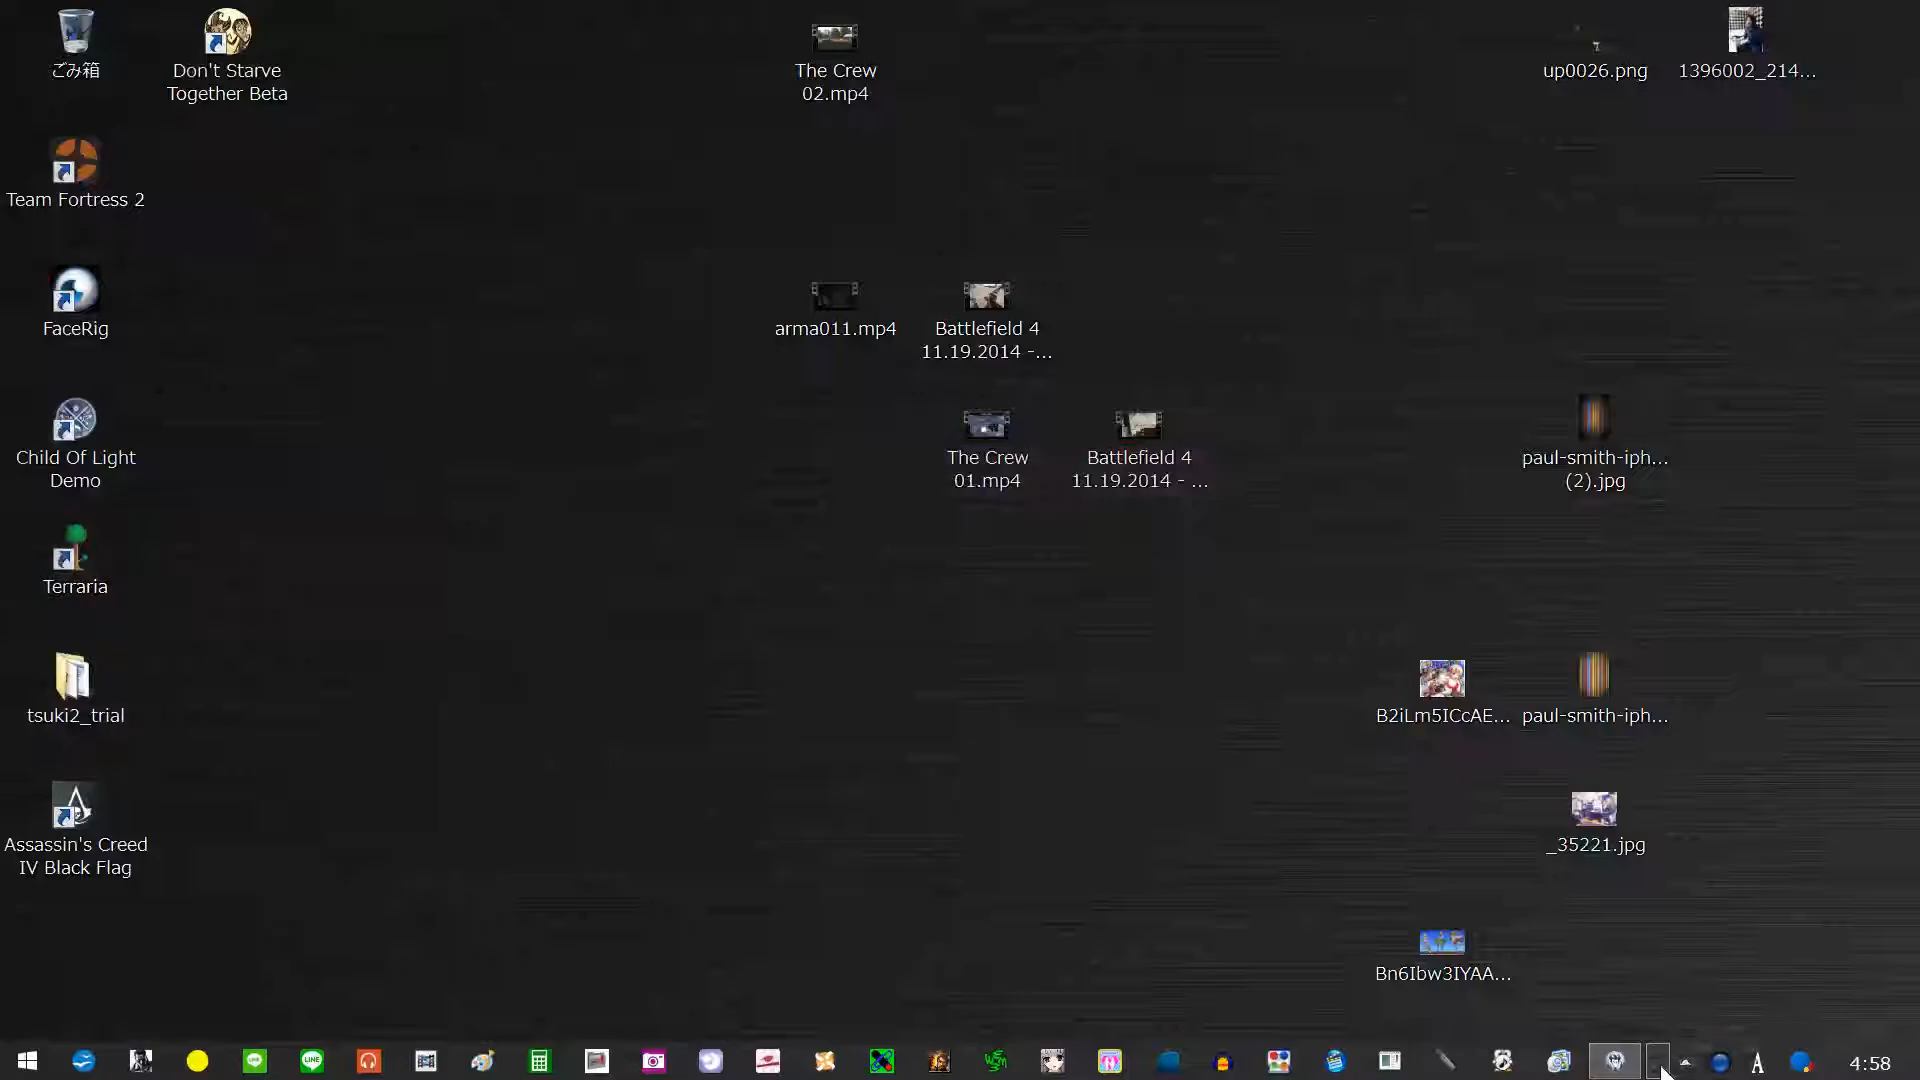 ごみ箱
Don't Starve
Together Beta
The Crew
02.mp4
up0026.png
1396002_214...
Team Fortress 2
FaceRig
arma011.mp4
Battlefield 4
11.19.2014 -...
Child Of Light
Demo
The Crew
01.mp4
Battlefield 4
11.19.2014 - ...
paul-smith-iph...
(2).jpg
Terraria
tsuki2_trial
B2iLm5ICcAE...
paul-smith-iph...
Assassin's Creed
IV Black Flag
_35221.jpg
Bn6Ibw3IYAA...
LINE
A
4:58